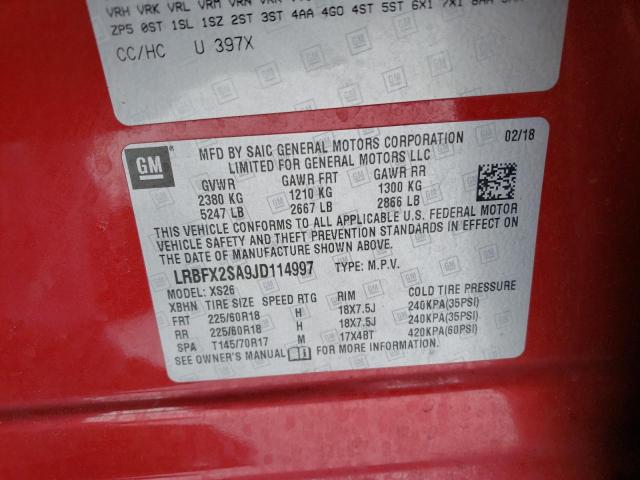 VRH VRK VRL VRM VRN
ZP5 0ST 1SL 1SZ 2ST 3ST 4AA 4G0 4ST 5ST 6X1 7X1 8AA
CC/HC U 397X
GM
MFD BY SAIC GENERAL MOTORS CORPORATION 02/18
LIMITED FOR GENERAL MOTORS LLC
GVWR GAWR FRT GAWR RR
2380 KG 1210 KG 1300 KG
5247 LB 2667 LB 2866 LB
THIS VEHICLE CONFORMS TO ALL APPLICABLE U.S. FEDERAL MOTOR
VEHICLE SAFETY AND THEFT PREVENTION STANDARDS IN EFFECT ON
THE DATE OF MANUFACTURE SHOWN ABOVE.
LRBFX2SA9JD114997 TYPE: M.P.V.
MODEL: XS26
XBHN TIRE SIZE SPEED RTG RIM COLD TIRE PRESSURE
FRT 225/60R18 H 18X7.5J 240KPA(35PSI)
RR 225/60R18 H 18X7.5J 240KPA(35PSI)
SPA T145/70R17 M 17X4BT 420KPA(60PSI)
SEE OWNER'S MANUAL FOR MORE INFORMATION.